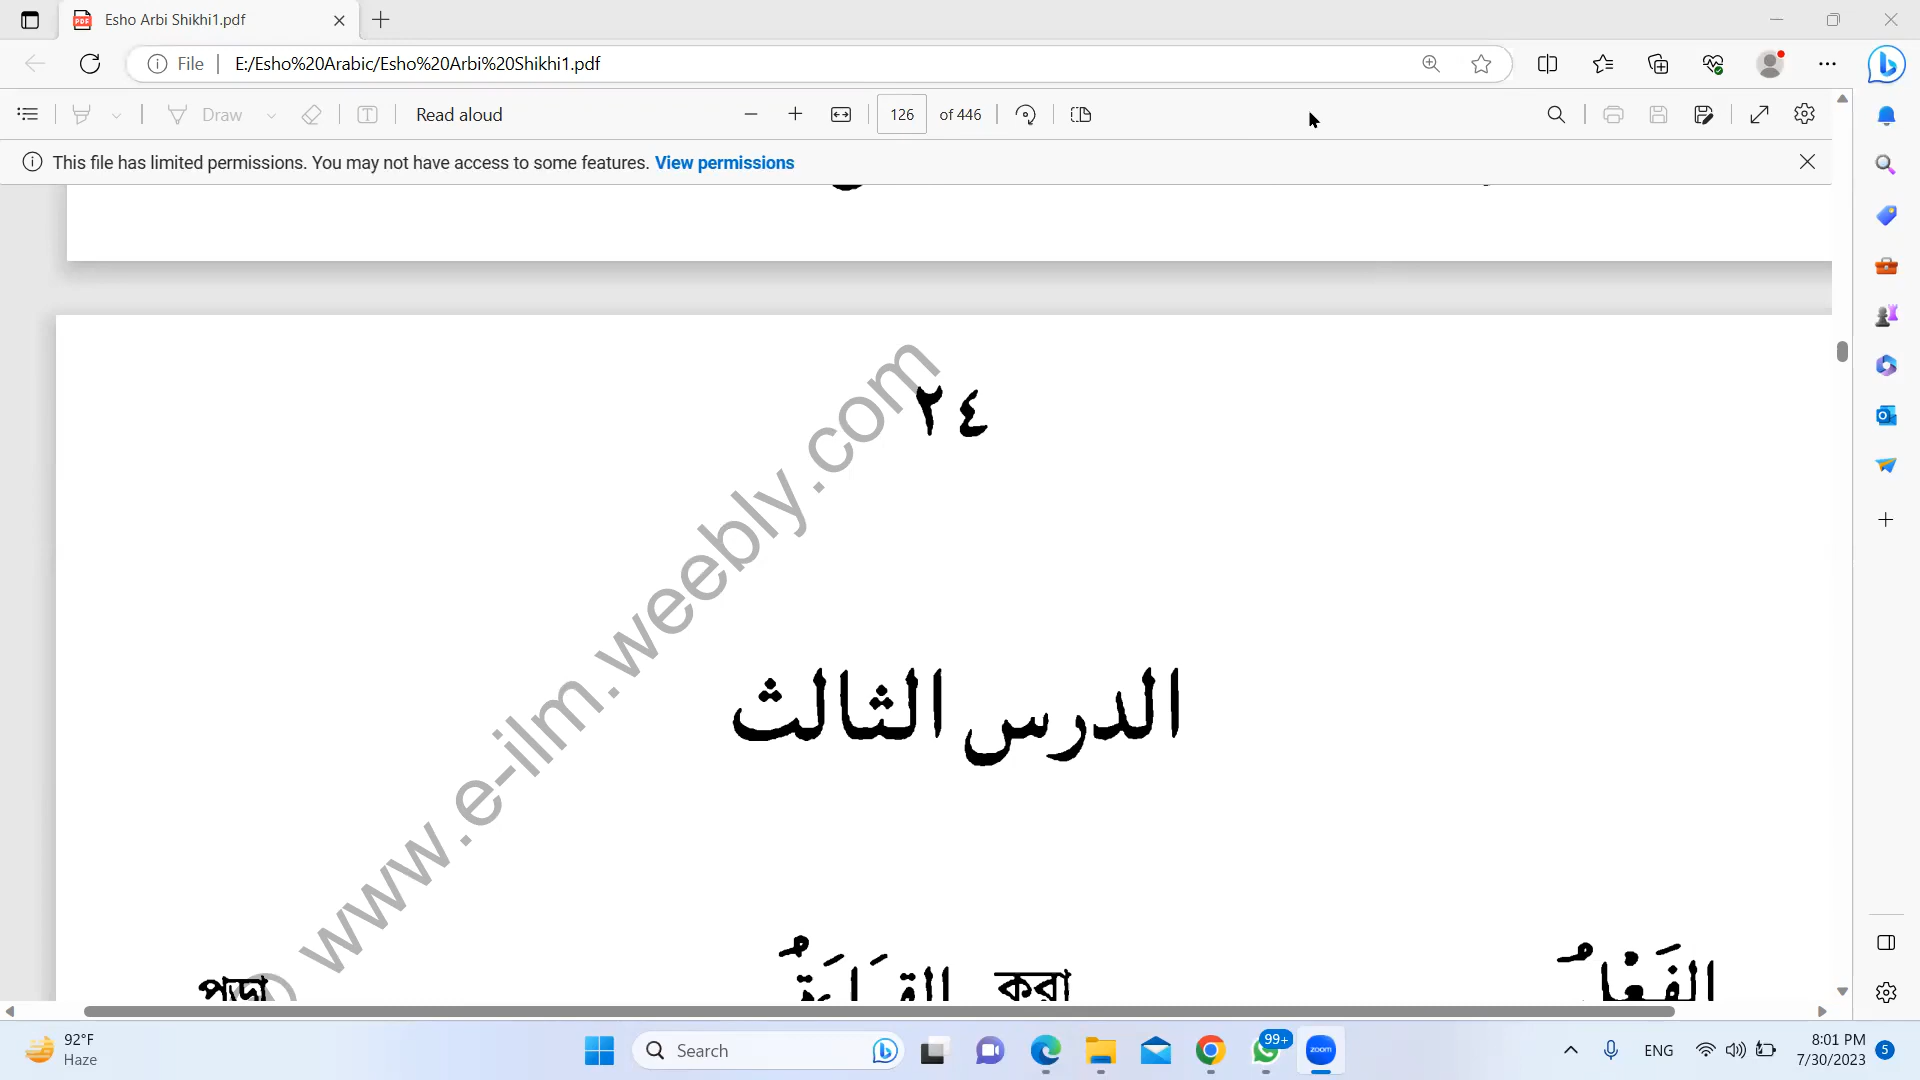 Esho Arbi Shikhi1.pdf
File
E:/Esho%20Arabic/Esho%20Arbi%20Shikhi1.pdf
Draw
Read aloud
126 of 446
This file has limited permissions. You may not have access to some features. View permissions
٢٤
www.e-ilm.weebly.com
الدرس الثالث
92°F
Haze
Search
99+
zoom
ENG
8:01 PM
7/30/2023
5